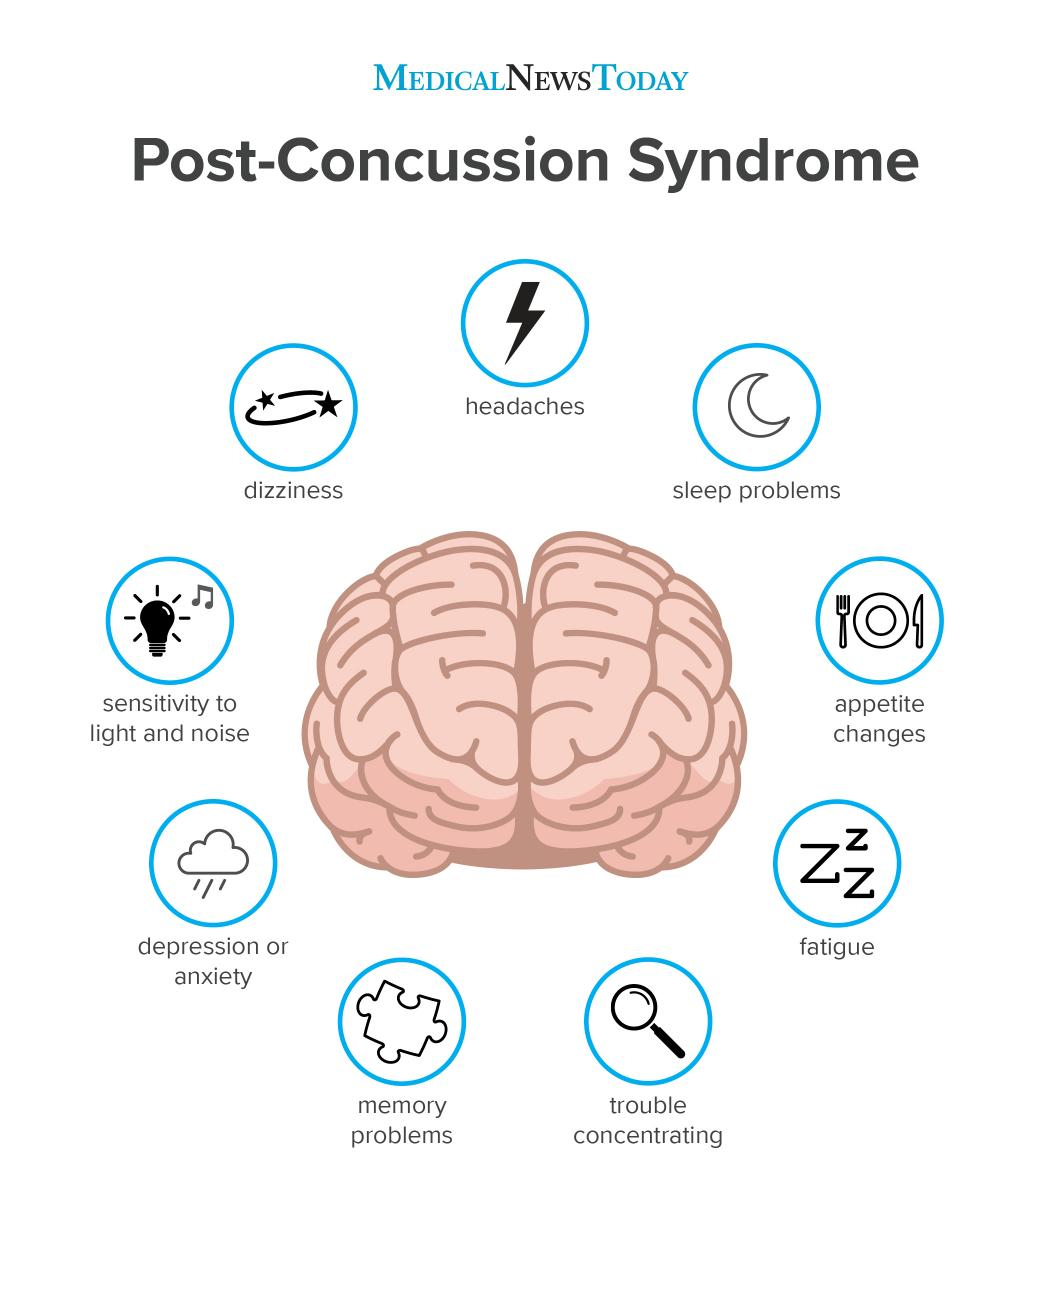 MEDICALNEWSTODAY
Post-Concussion Syndrome
headaches
dizziness
sleep problems
sensitivity to
light and noise
appetite
changes
depression or
anxiety
fatigue
memory
problems
trouble
concentrating